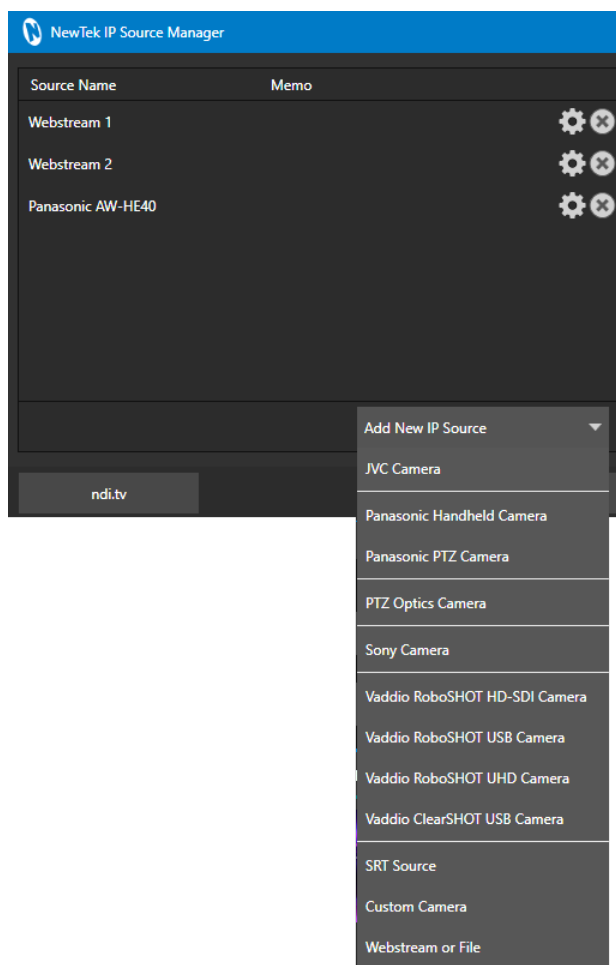 NewTek IP Source Manager
Source Name Memo
Webstream 1
Webstream 2
Panasonic AW-HE40
Add New IP Source
JVC Camera
ndi.tv
Panasonic Handheld Camera
Panasonic PTZ Camera
PTZ Optics Camera
Sony Camera
Vaddio RoboSHOT HD-SDI Camera
Vaddio RoboSHOT USB Camera
Vaddio RoboSHOT UHD Camera
Vaddio ClearSHOT USB Camera
SRT Source
Custom Camera
Webstream or File